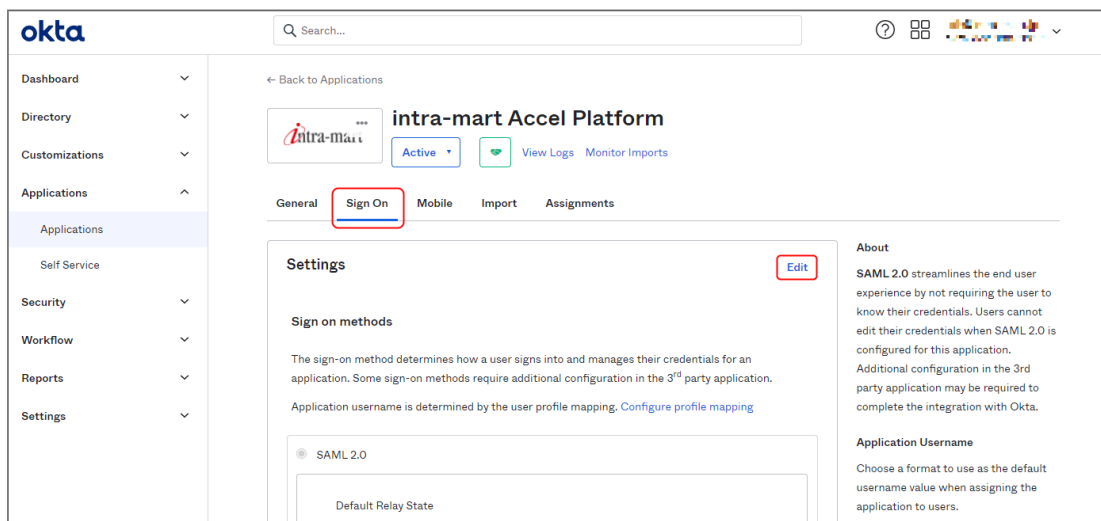 okta
Search...
Dashboard
Directory
Customizations
Applications
Applications
Self Service
Security
Workflow
Reports
Settings
← Back to Applications
intra-mart
intra-mart Accel Platform
Active
View Logs Monitor Imports
General Sign On Mobile Import Assignments
Settings
Edit
Sign on methods
The sign-on method determines how a user signs into and manages their credentials for an
application. Some sign-on methods require additional configuration in the 3rd party application.
Application username is determined by the user profile mapping. Configure profile mapping
SAML 2.0
Default Relay State
About
SAML 2.0 streamlines the end user
experience by not requiring the user to
know their credentials. Users cannot
edit their credentials when SAML 2.0 is
configured for this application.
Additional configuration in the 3rd
party application may be required to
complete the integration with Okta.
Application Username
Choose a format to use as the default
username value when assigning the
application to users.